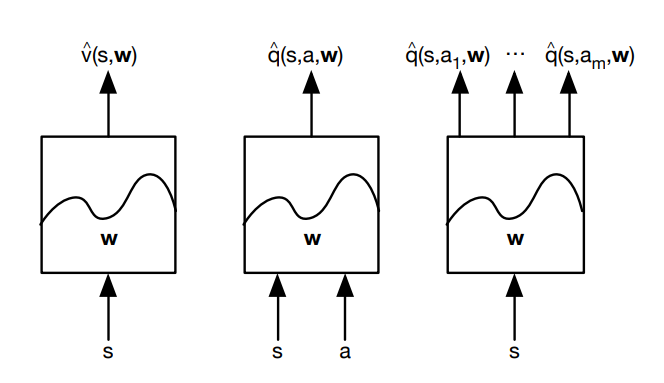 v̂(s,w) q̂(s,a,w) q̂(s,a₁,w) ··· q̂(s,aₘ,w)
w w w
s s a s